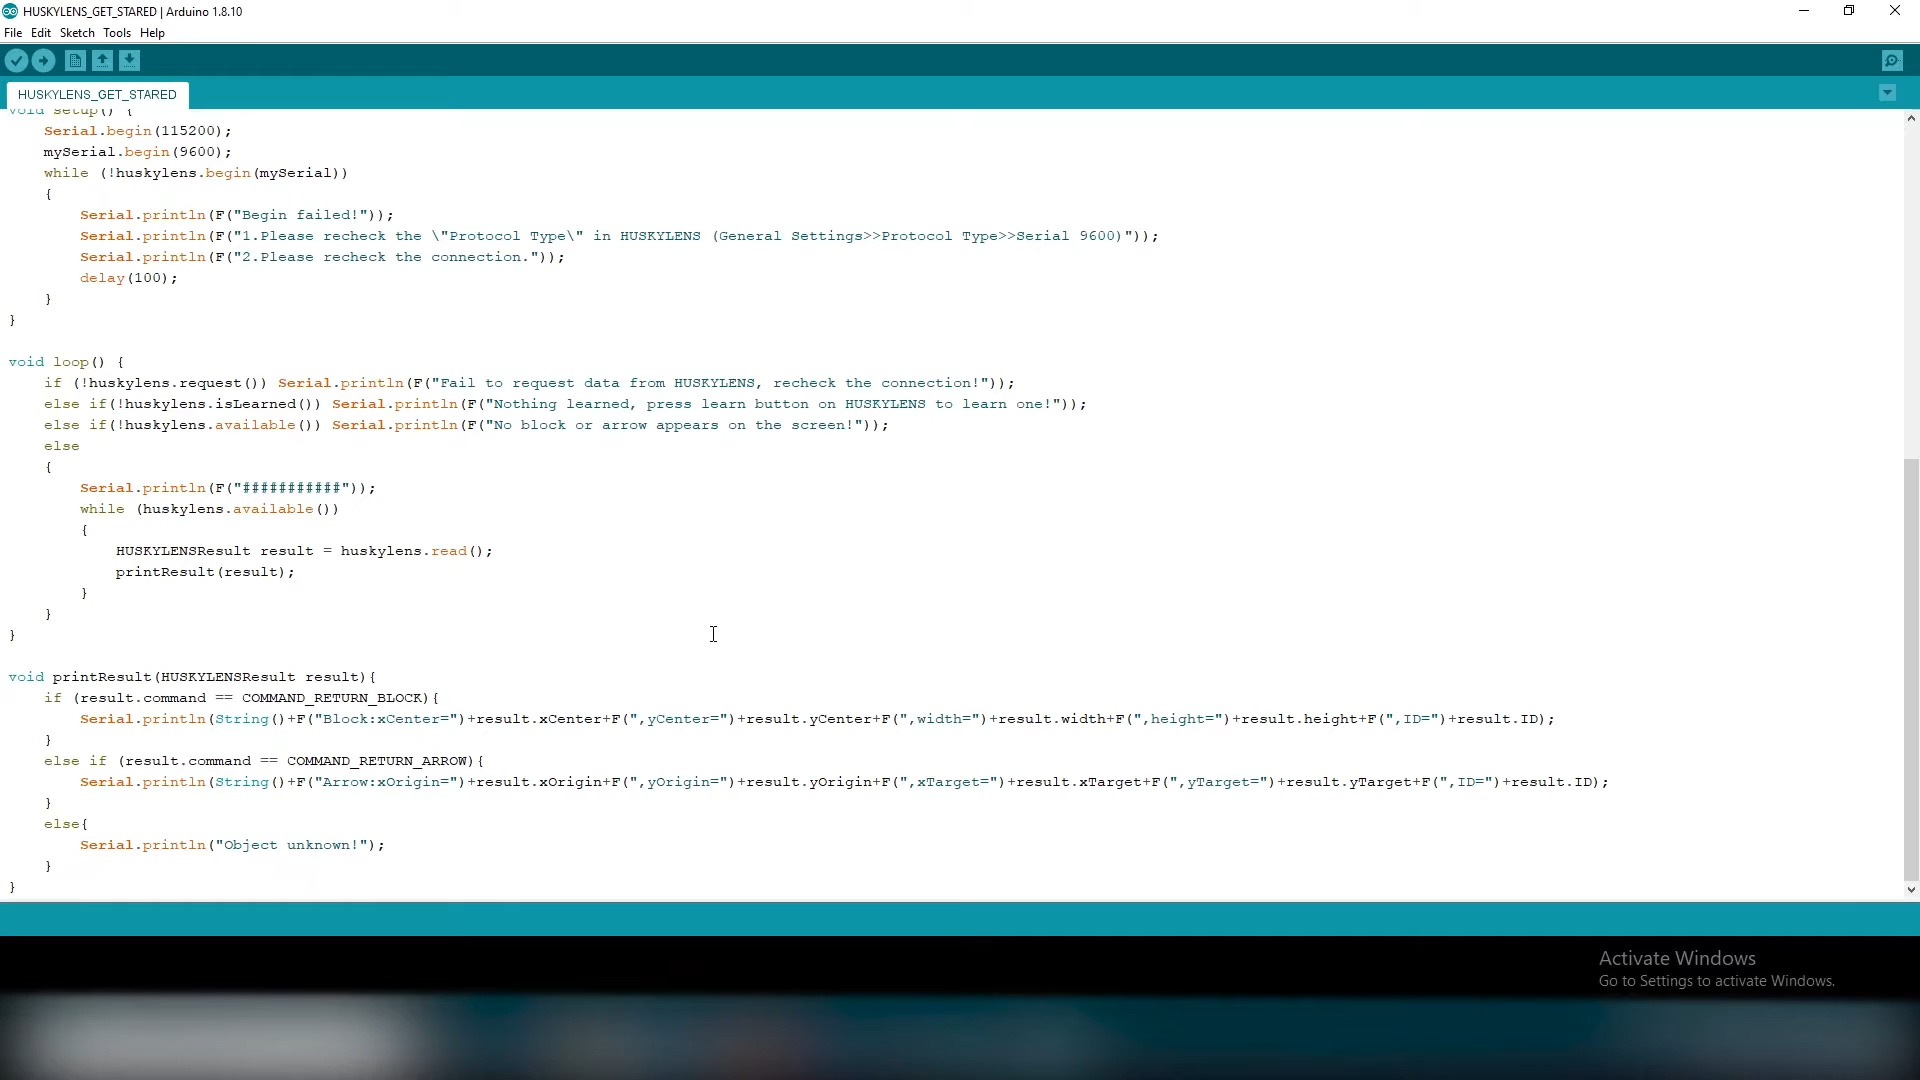 HUSKYLENS_GET_STARED | Arduino 1.8.10
File Edit Sketch Tools Help
HUSKYLENS_GET_STARED
void setup() {
Serial.begin(115200);
mySerial.begin(9600);
while (!huskylens.begin(mySerial))
{
Serial.println(F("Begin failed!"));
Serial.println(F("1.Please recheck the \"Protocol Type\" in HUSKYLENS (General Settings>>Protocol Type>>Serial 9600)"));
Serial.println(F("2.Please recheck the connection."));
delay(100);
}
}
void loop() {
if (!huskylens.request()) Serial.println(F("Fail to request data from HUSKYLENS, recheck the connection!"));
else if(!huskylens.isLearned()) Serial.println(F("Nothing learned, press learn button on HUSKYLENS to learn one!"));
else if(!huskylens.available()) Serial.println(F("No block or arrow appears on the screen!"));
else
{
Serial.println(F("###########"));
while (huskylens.available())
{
HUSKYLENSResult result = huskylens.read();
printResult(result);
}
}
}
void printResult(HUSKYLENSResult result){
if (result.command == COMMAND_RETURN_BLOCK){
Serial.println(String()+F("Block:xCenter=")+result.xCenter+F(",yCenter=")+result.yCenter+F(",width=")+result.width+F(",height=")+result.height+F(",ID=")+result.ID);
}
else if (result.command == COMMAND_RETURN_ARROW){
Serial.println(String()+F("Arrow:xOrigin=")+result.xOrigin+F(",yOrigin=")+result.yOrigin+F(",xTarget=")+result.xTarget+F(",yTarget=")+result.yTarget+F(",ID=")+result.ID);
}
else{
Serial.println("Object unknown!");
}
}
Activate Windows
Go to Settings to activate Windows.